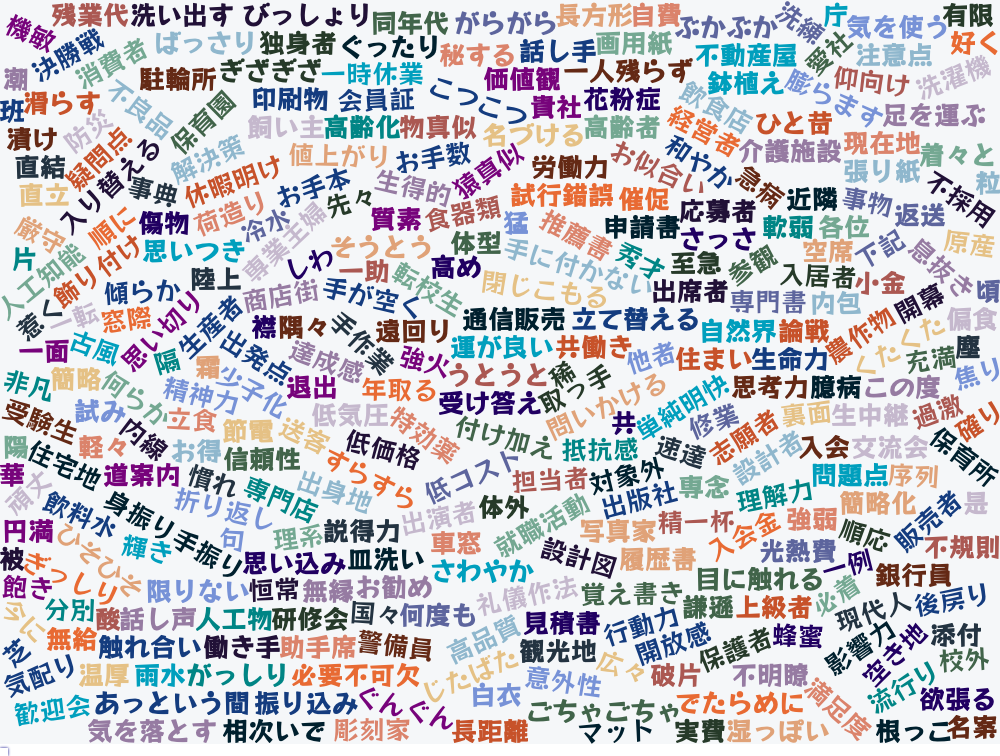 残業代
洗い出す
びっしょり
同年代
がらがら
長方形
自費
ぶかぶか
洗練
庁
気を使う
有限
機敏
決勝戦
消費者
ばっさり
独身者
ぐったり
秘する
話し手
画用紙
不動産屋
愛社
注意点
好く
潮
駐輪所
ぎざぎざ
一時休業
価値観
一人残らず
鉢植え
膨らます
仰向け
洗濯機
班
滑らす
不良品
保育園
印刷物
会員証
こつこつ
貴社
花粉症
飲食店
足を運ぶ
漬け
防災
疑問点
飼い主
高齢化
物真似
名づける
高齢者
経営者
ひと昔
現在地
着々と
直結
入り替える
解決策
値上がり
お手数
猿真似
労働力
お似合い
和やか
介護施設
張り紙
粒
直立
事典
休暇明け
お手本
先々
生得的
試行錯誤
催促
急病
近隣
事物
返送
不採用
厳守
順に
傷物
荷造り
冷水
専業主婦
質素
食器類
猛
推薦書
申請書
応募者
さっさ
軟弱
各位
原産
片
人工知能
飾り付け
思いつき
しわ
そうとう
体型
手に付かない
秀才
至急
参観
空席
下記
息抜き
頃
惹く
一転
傾らか
陸上
商店街
一助
転校生
高め
閉じこもる
出席者
専門書
内包
入居者
小金
窓際
思い切り
生産者
手が空く
襟
隅々
手作業
遠回り
通信販売
立て替える
自然界
論戦
農作物
開幕
偏食
一面
古風
隔
出発点
達成感
強火
運が良い
共働き
他者
住まい
生命力
くたくた
充満
塵
非凡
簡略
何らか
霜
精神力
少子化
退出
年取る
うとうと
稀
取っ手
問いかける
単純明快
思考力
臆病
この度
焦り
受験生
試み
内線
立食
節電
送客
低気圧
特効薬
受け答え
付け加え
共
修業
志願者
裏面
生中継
過激
確り
陽
住宅地
軽々
お得
信頼性
低価格
抵抗感
速達
設計者
入会
交流会
保育所
華
頑丈
道案内
慣れ
専門店
出身地
すらすら
低コスト
担当者
対象外
専念
理解力
問題点
序列
飲料水
身振り手振り
折り返し
句
理系
説得力
出演者
体外
就職活動
出版社
写真家
精一杯
入会金
強弱
簡略化
順応
販売者
是
円満
ひそひそ
輝き
思い込み
皿洗い
車窓
設計図
履歴書
光熱費
一例
不規則
被
ぎっしり
限りない
恒常
無縁
お勧め
さわやか
礼儀作法
覚え書き
目に触れる
銀行員
飽き
分別
酸
話し声
人工物
研修会
国々
何度も
見積書
行動力
謙遜
上級者
必着
現代人
後戻り
今に
無給
触れ合い
働き手
助手席
警備員
高品質
観光地
開放感
保護者
蜂蜜
影響力
空き地
添付
校外
芝
気配り
温厚
雨水
がっしり
必要不可欠
じたばた
白衣
意外性
広々
破片
不明瞭
満足度
流行り
欲張る
歓迎会
あっという間
振り込み
ぐんぐん
ごちゃごちゃ
でたらめに
気を落とす
相次いで
彫刻家
長距離
マット
実費
湿っぽい
根っこ
名案